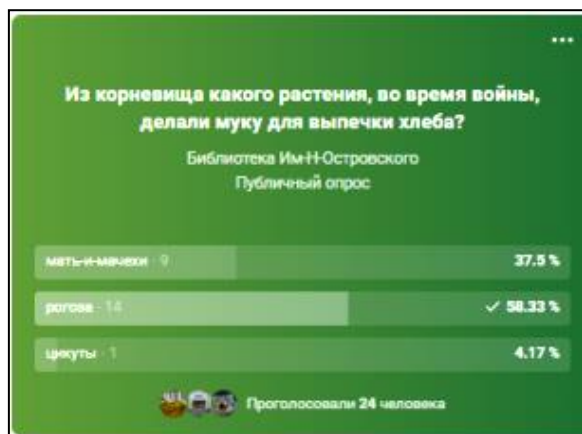 Из корневища какого растения, во время войны,
делали муку для выпечки хлеба?
Библиотека Им-Н-Островского
Публичный опрос
мать-и-мачехи · 9 37.5 %
рогоза · 14 58.33 %
цикуты · 1 4.17 %
Проголосовали 24 человека